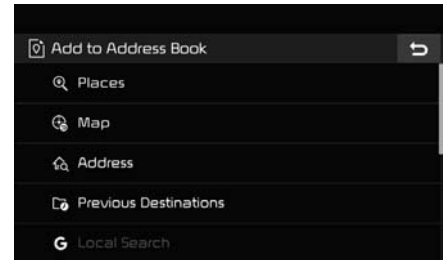 Add to Address Book
Places
Map
Address
Previous Destinations
G Local Search